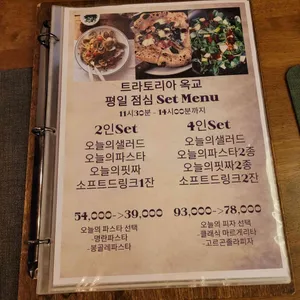 트라토리아 옥교
평일 점심 Set Menu
11시30분 - 14시00분까지
2인Set
오늘의샐러드
오늘의파스타
오늘의핏짜
소프트드링크1잔
54,000->39,000
오늘의 파스타 선택
-명란파스타
-봉골레파스타
4인Set
오늘의샐러드
오늘의파스타2종
오늘의핏짜2종
소프트드링크2잔
93,000->78,000
오늘의 피자 선택
-클래식 마르게리타
-고르곤졸라피자